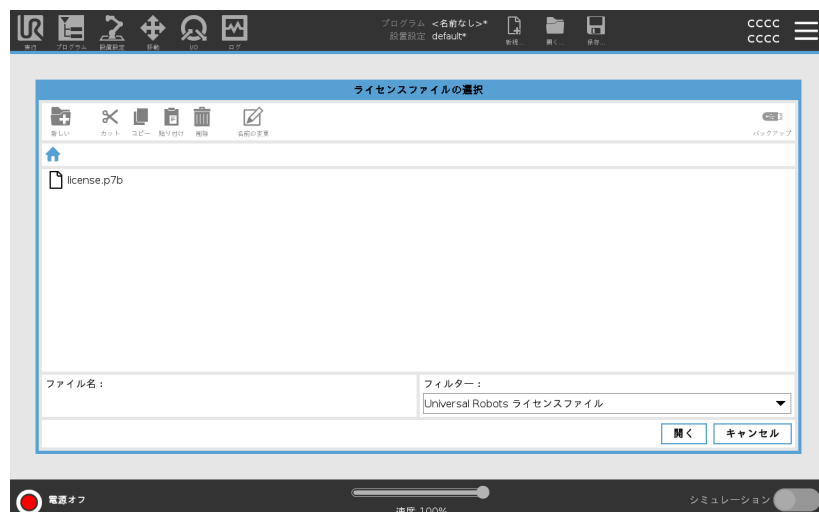 プログラム <名前なし>*
設置設定 default*
実行 プログラム 設置設定 移動 I/O ログ
新規... 開く... 保存...
CCCC
CCCC
ライセンスファイルの選択
新しい カット コピー 貼り付け 削除 名前の変更 バックアップ
license.p7b
ファイル名：
フィルター：
Universal Robots ライセンスファイル
開く キャンセル
電源オフ
速度 100%
シミュレーション